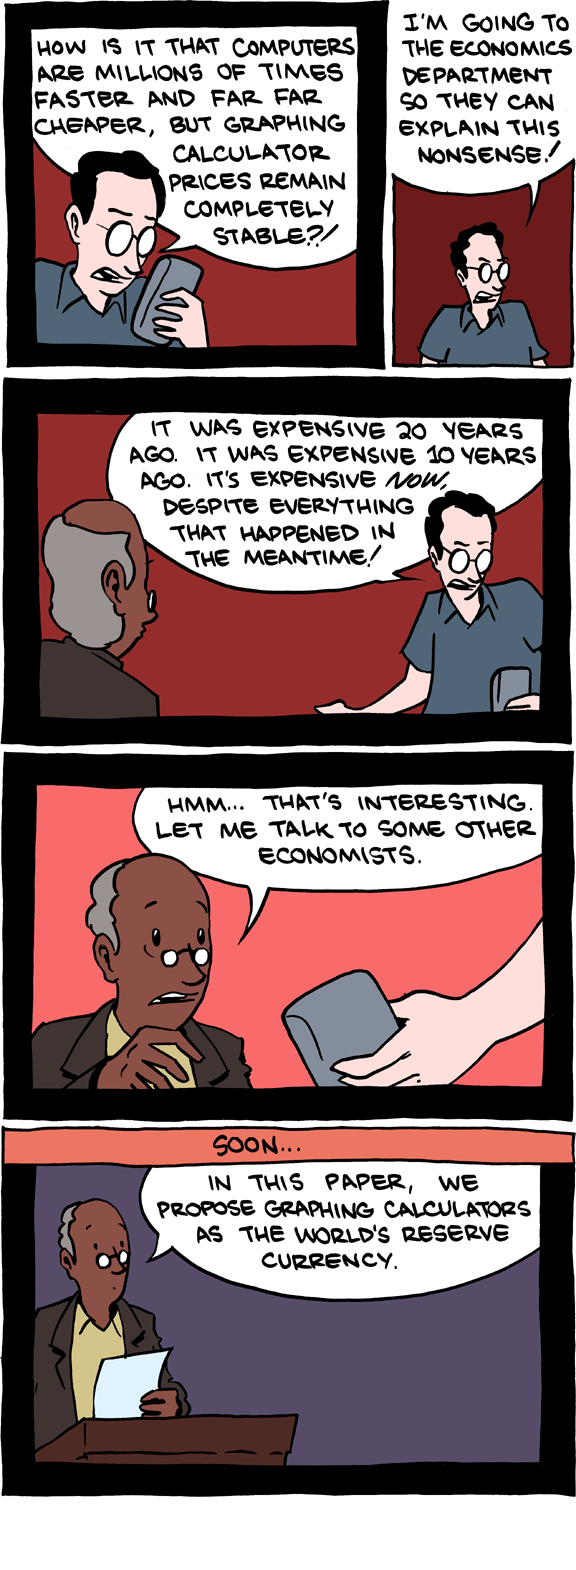 HOW IS IT THAT COMPUTERS
ARE MILLIONS OF TIMES
FASTER AND FAR FAR
CHEAPER, BUT GRAPHING
CALCULATOR
PRICES REMAIN
COMPLETELY
STABLE?!
I'M GOING TO
THE ECONOMICS
DEPARTMENT
SO THEY CAN
EXPLAIN THIS
NONSENSE!
IT WAS EXPENSIVE 20 YEARS
AGO. IT WAS EXPENSIVE 10 YEARS
AGO. IT'S EXPENSIVE NOW,
DESPITE EVERYTHING
THAT HAPPENED IN
THE MEANTIME!
HMM... THAT'S INTERESTING.
LET ME TALK TO SOME OTHER
ECONOMISTS.
SOON...
IN THIS PAPER, WE
PROPOSE GRAPHING CALCULATORS
AS THE WORLD'S RESERVE
CURRENCY.